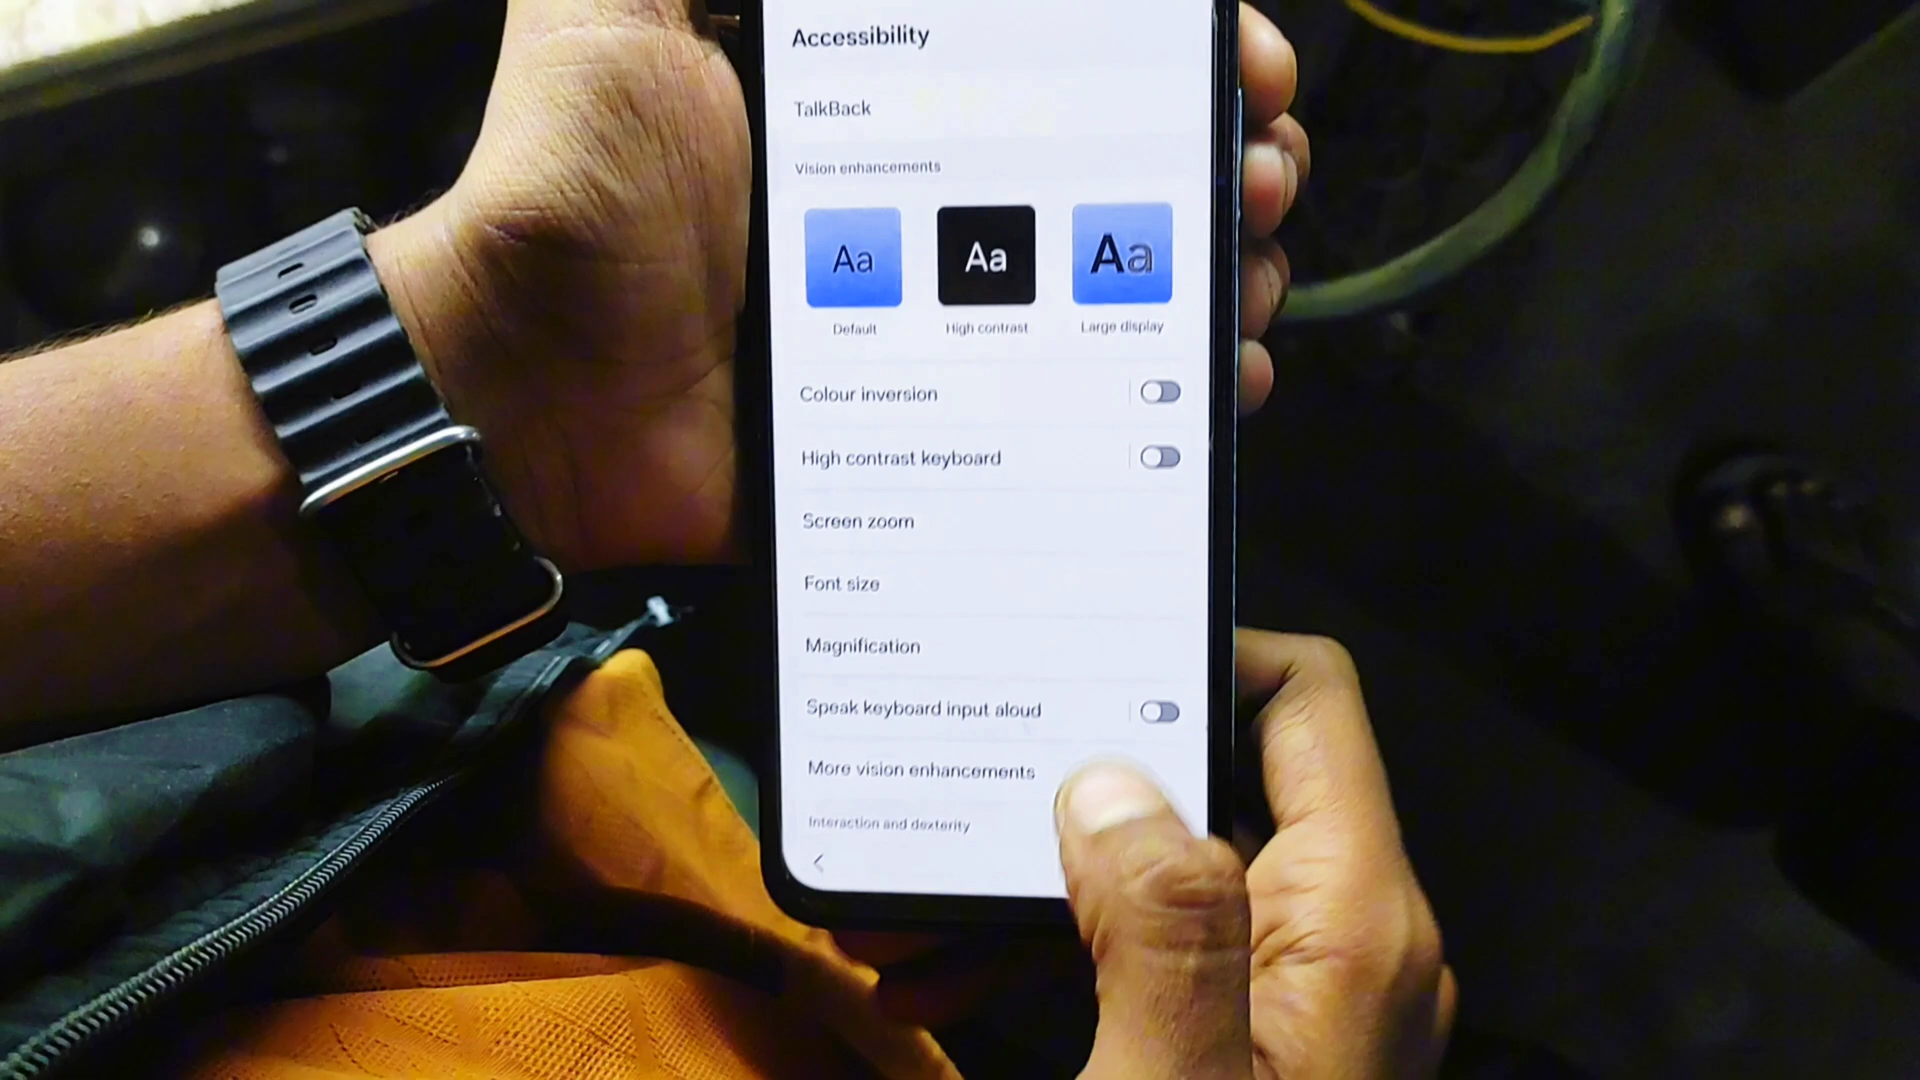 Accessibility
TalkBack
Vision enhancements
Aa
Aa
Aa
Default
High contrast
Large display
Colour inversion
High contrast keyboard
Screen zoom
Font size
Magnification
Speak keyboard input aloud
More vision enhancements
Interaction and dexterity